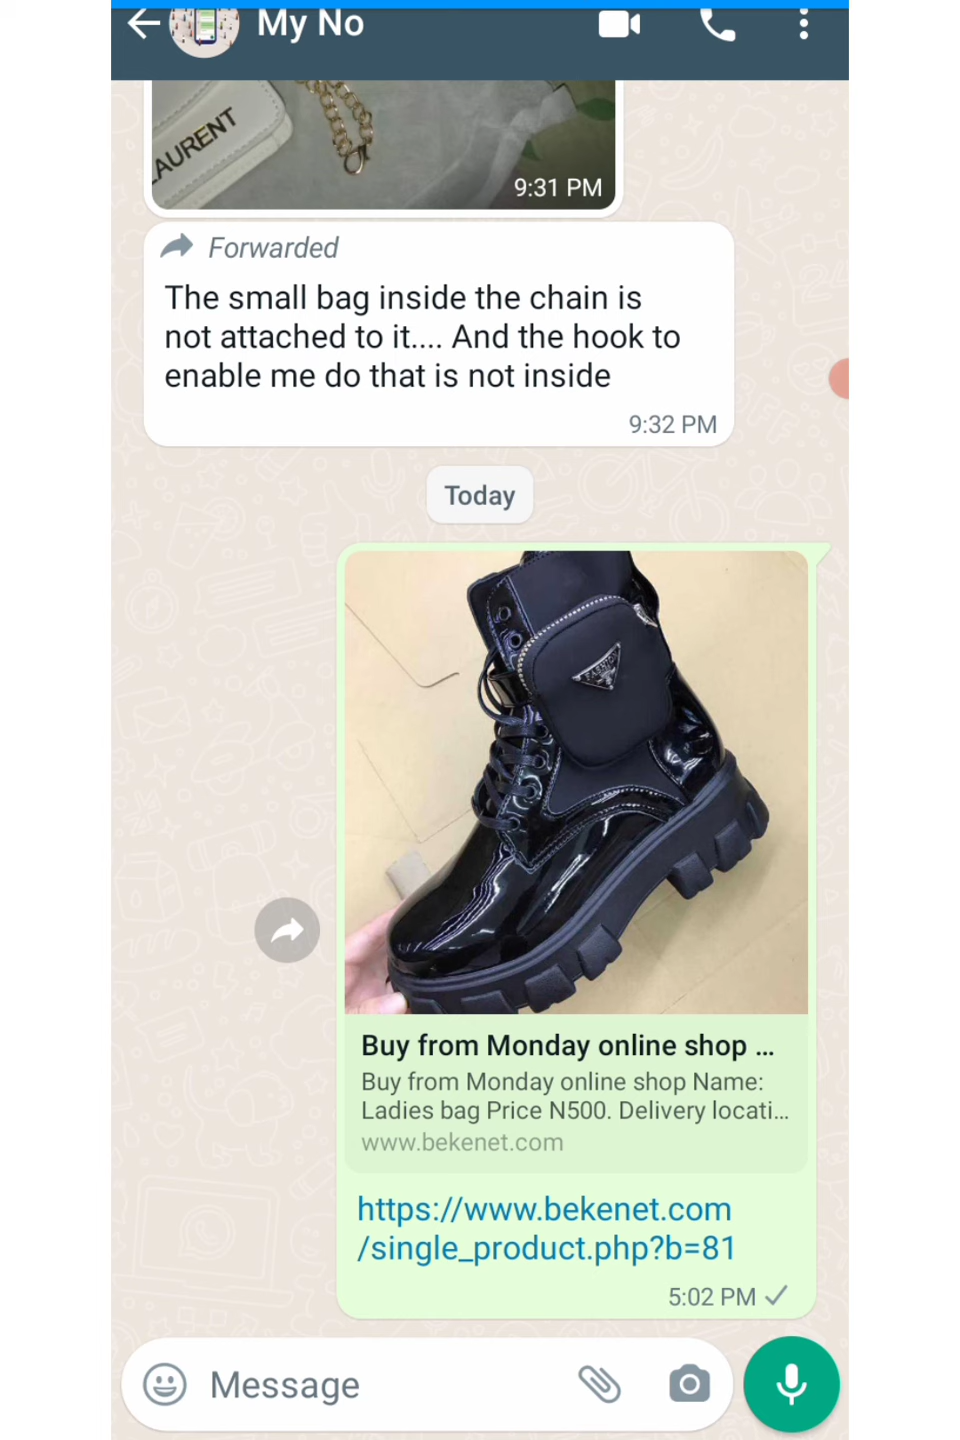 My No
LAURENT
9:31 PM
Forwarded
The small bag inside the chain is
not attached to it.... And the hook to
enable me do that is not inside
9:32 PM
Today
FASHION
Buy from Monday online shop ...
Buy from Monday online shop Name:
Ladies bag Price N500. Delivery locati...
www.bekenet.com
https://www.bekenet.com
/single_product.php?b=81
5:02 PM
Message